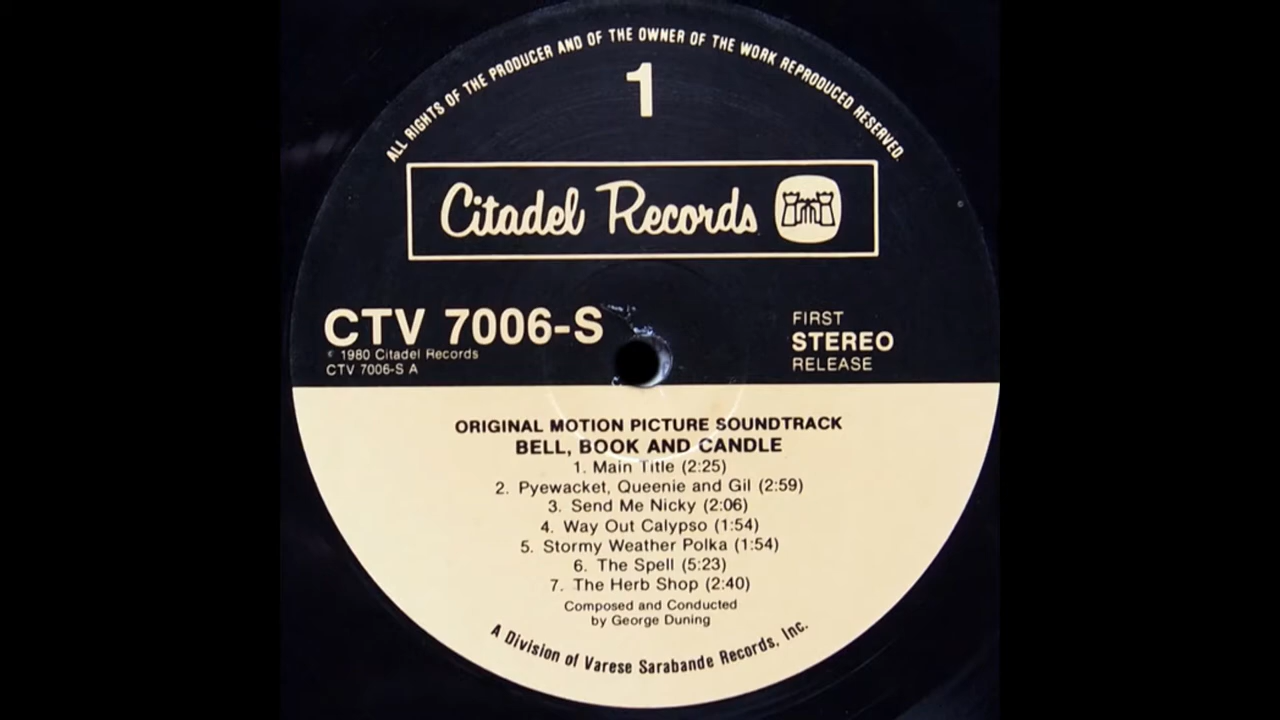 ALL RIGHTS OF THE PRODUCER AND OF THE OWNER OF THE WORK REPRODUCED RESERVED.
1
Citadel Records
CTV 7006-S
© 1980 Citadel Records
CTV 7006-S A
FIRST
STEREO
RELEASE
ORIGINAL MOTION PICTURE SOUNDTRACK
BELL, BOOK AND CANDLE
1. Main Title (2:25)
2. Pyewacket, Queenie and Gil (2:59)
3. Send Me Nicky (2:06)
4. Way Out Calypso (1:54)
5. Stormy Weather Polka (1:54)
6. The Spell (5:23)
7. The Herb Shop (2:40)
Composed and Conducted
by George Duning
A Division of Varese Sarabande Records, Inc.